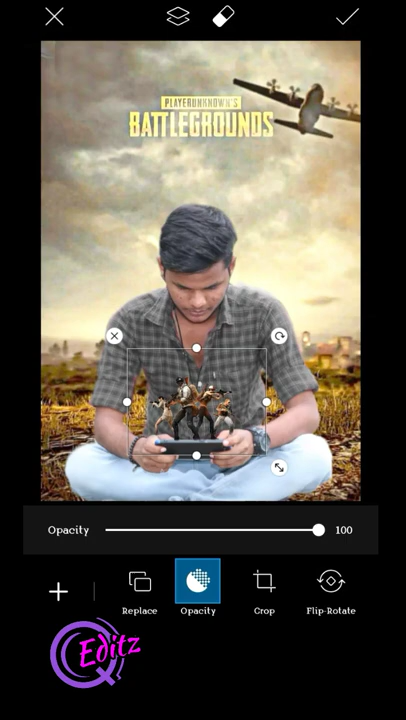 PLAYERUNKNOWN'S
BATTLEGROUNDS
Opacity
100
Replace
Opacity
Crop
Flip-Rotate
Q Editz